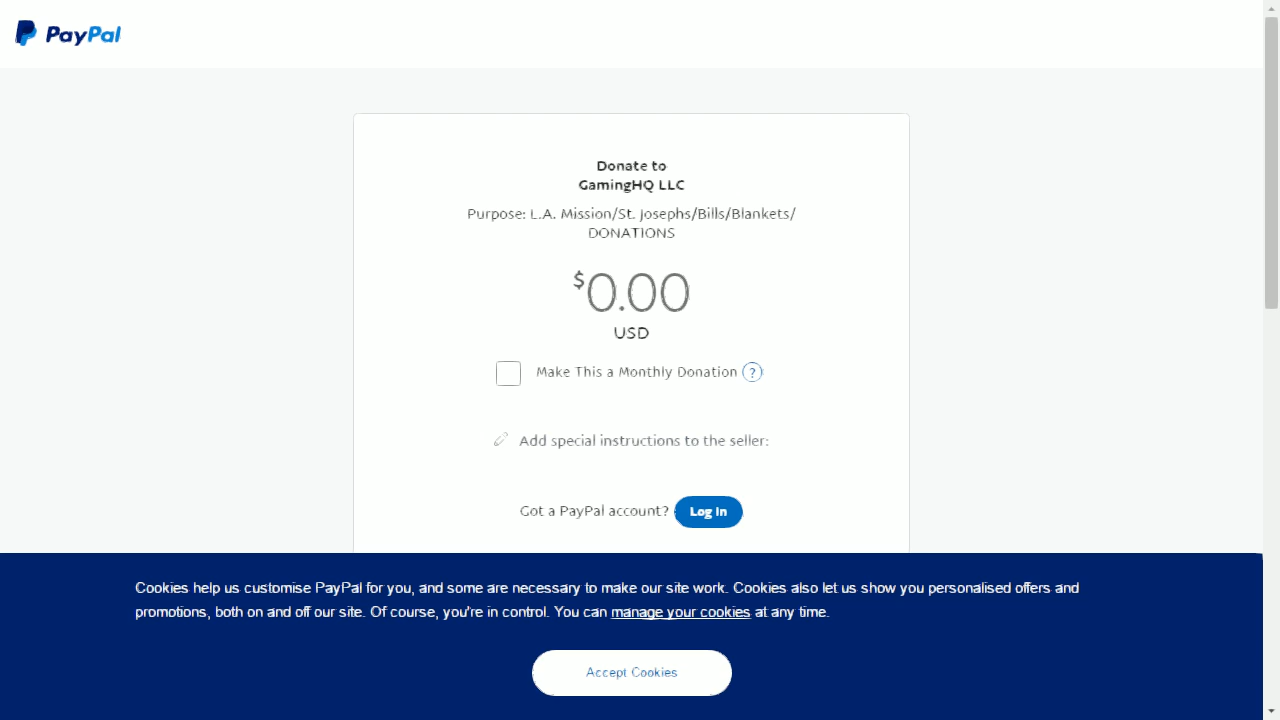 PayPal
Donate to
GamingHQ LLC
Purpose: L.A. Mission/St. Josephs/Bills/Blankets/
DONATIONS
$0.00
USD
Make This a Monthly Donation ?
Add special instructions to the seller:
Got a PayPal account? Log In
Cookies help us customise PayPal for you, and some are necessary to make our site work. Cookies also let us show you personalised offers and
promotions, both on and off our site. Of course, you're in control. You can manage your cookies at any time.
Accept Cookies